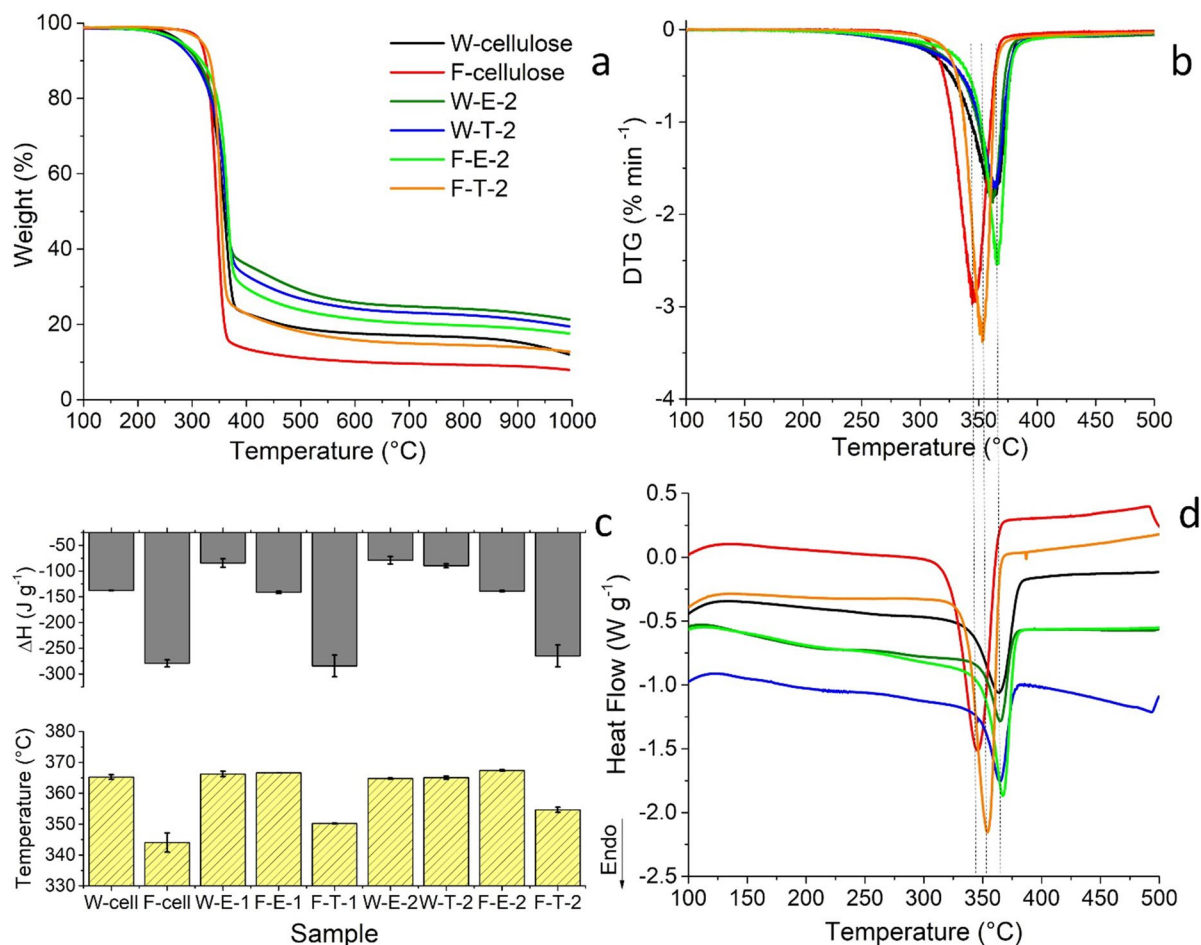 100
80
60
40
20
0
Weight (%)
W-cellulose
F-cellulose
W-E-2
W-T-2
F-E-2
F-T-2
a
100 200 300 400 500 600 700 800 900 1000
Temperature (°C)
0
-1
-2
-3
-4
DTG (% min -1)
b
100 150 200 250 300 350 400 450 500
Temperature (°C)
c
-50
-100
-150
-200
-250
-300
ΔH (J g-1)
380
370
360
350
340
330
Temperature (°C)
W-cell F-cell W-E-1 F-E-1 F-T-1 W-E-2 W-T-2 F-E-2 F-T-2
Sample
0.5
0.0
-0.5
-1.0
-1.5
-2.0
-2.5
Heat Flow (W g-1)
Endo
d
100 150 200 250 300 350 400 450 500
Temperature (°C)